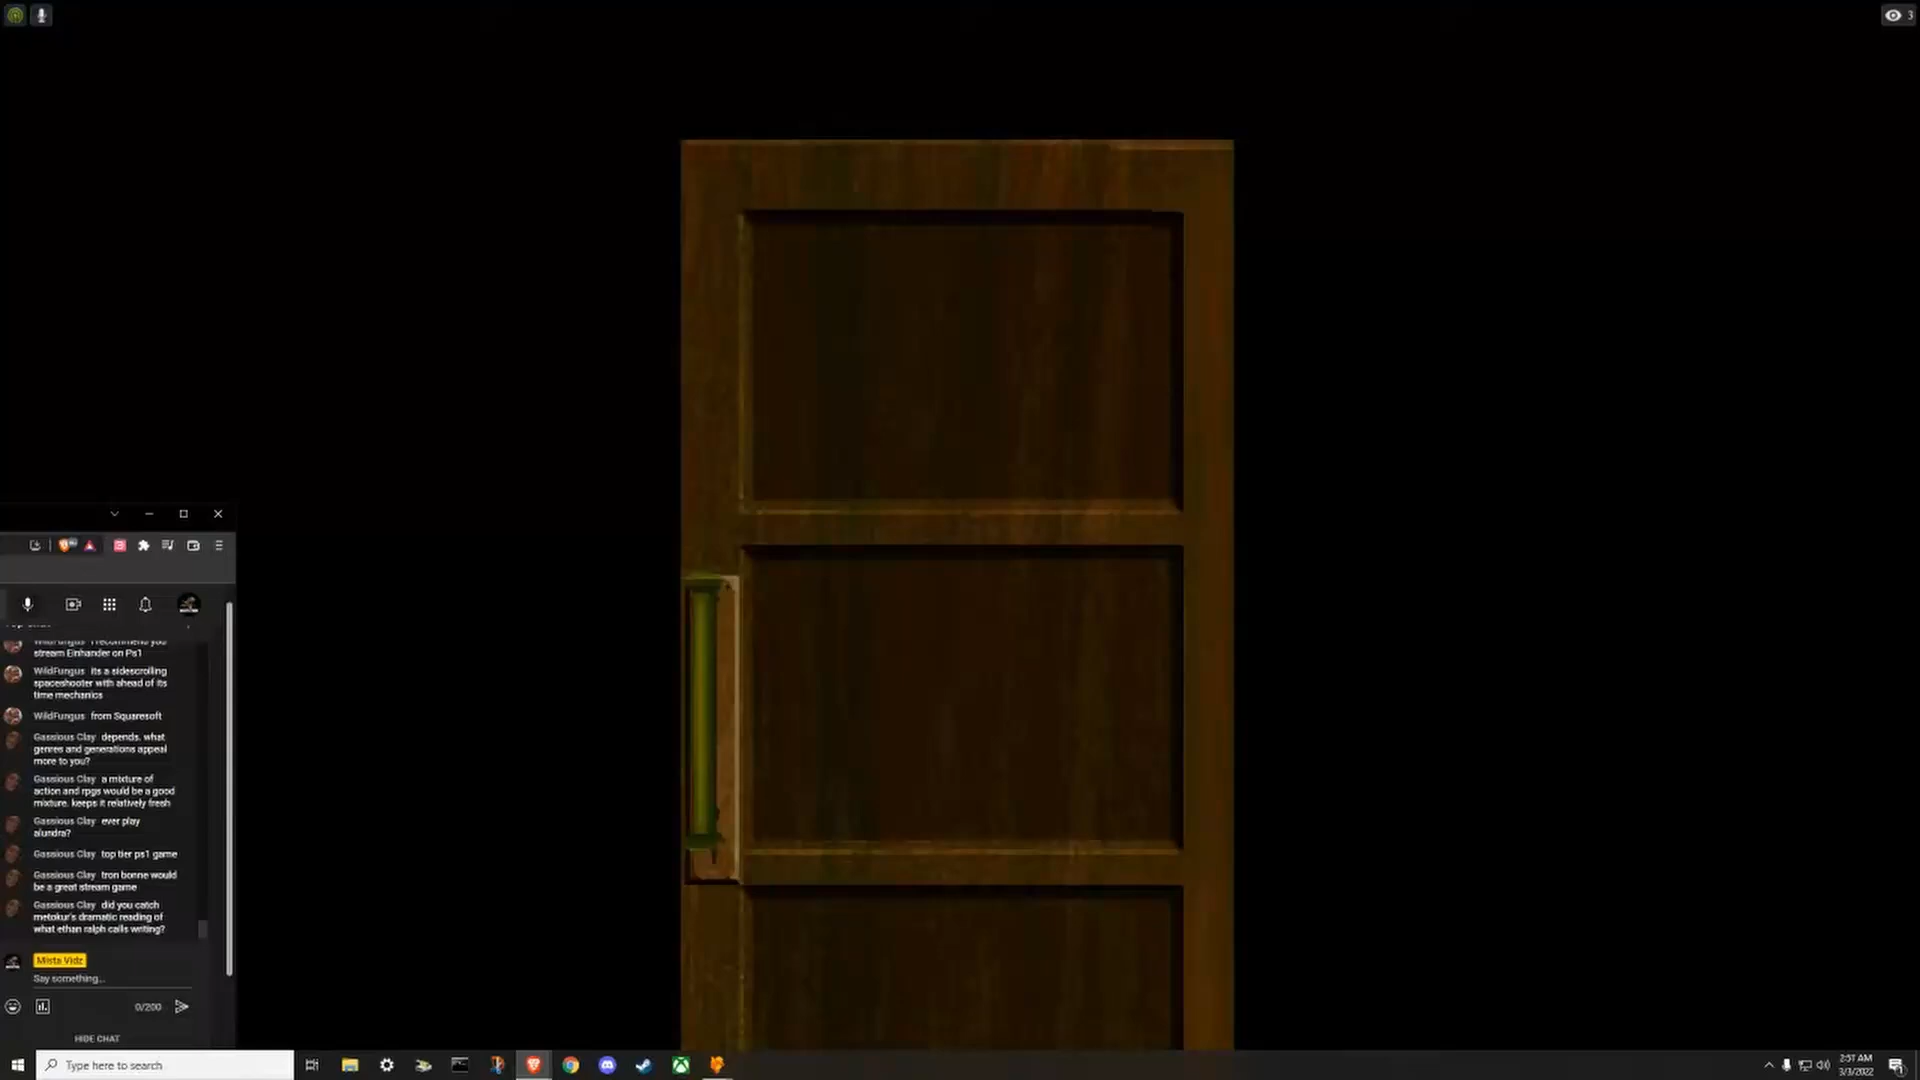 3
WildFungus I recommend you
stream Einhander on Ps1
WildFungus its a sidescrolling
spaceshooter with ahead of its
time mechanics
WildFungus from Squaresoft
Gassious Clay depends. what
genres and generations appeal
more to you?
Gassious Clay a mixture of
action and rpgs would be a good
mixture. keeps it relatively fresh
Gassious Clay ever play
alundra?
Gassious Clay top tier ps1 game
Gassious Clay tron bonne would
be a great stream game
Gassious Clay did you catch
metokur's dramatic reading of
what ethan ralph calls writing?
Mista Vidz
Say something...
0/200
HIDE CHAT
Type here to search
2:57 AM
3/3/2022